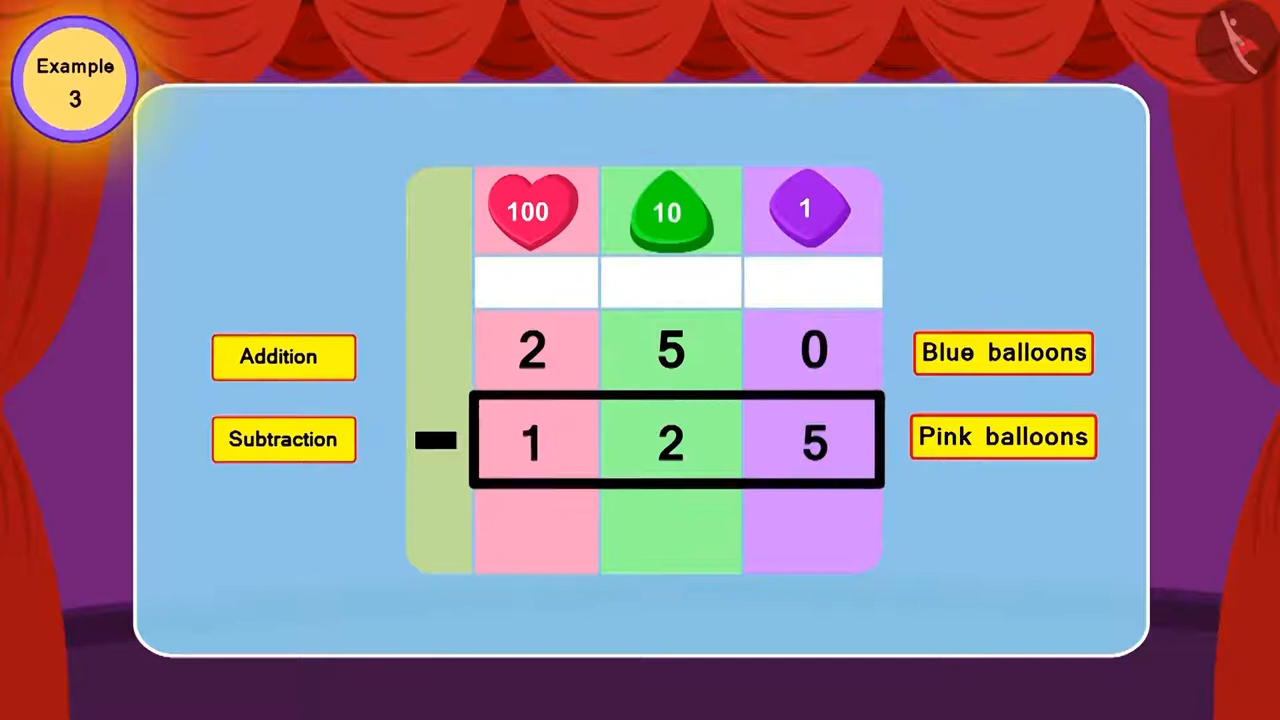 Example
3
100 10 1
Addition 2 5 0 Blue balloons
Subtraction - 1 2 5 Pink balloons